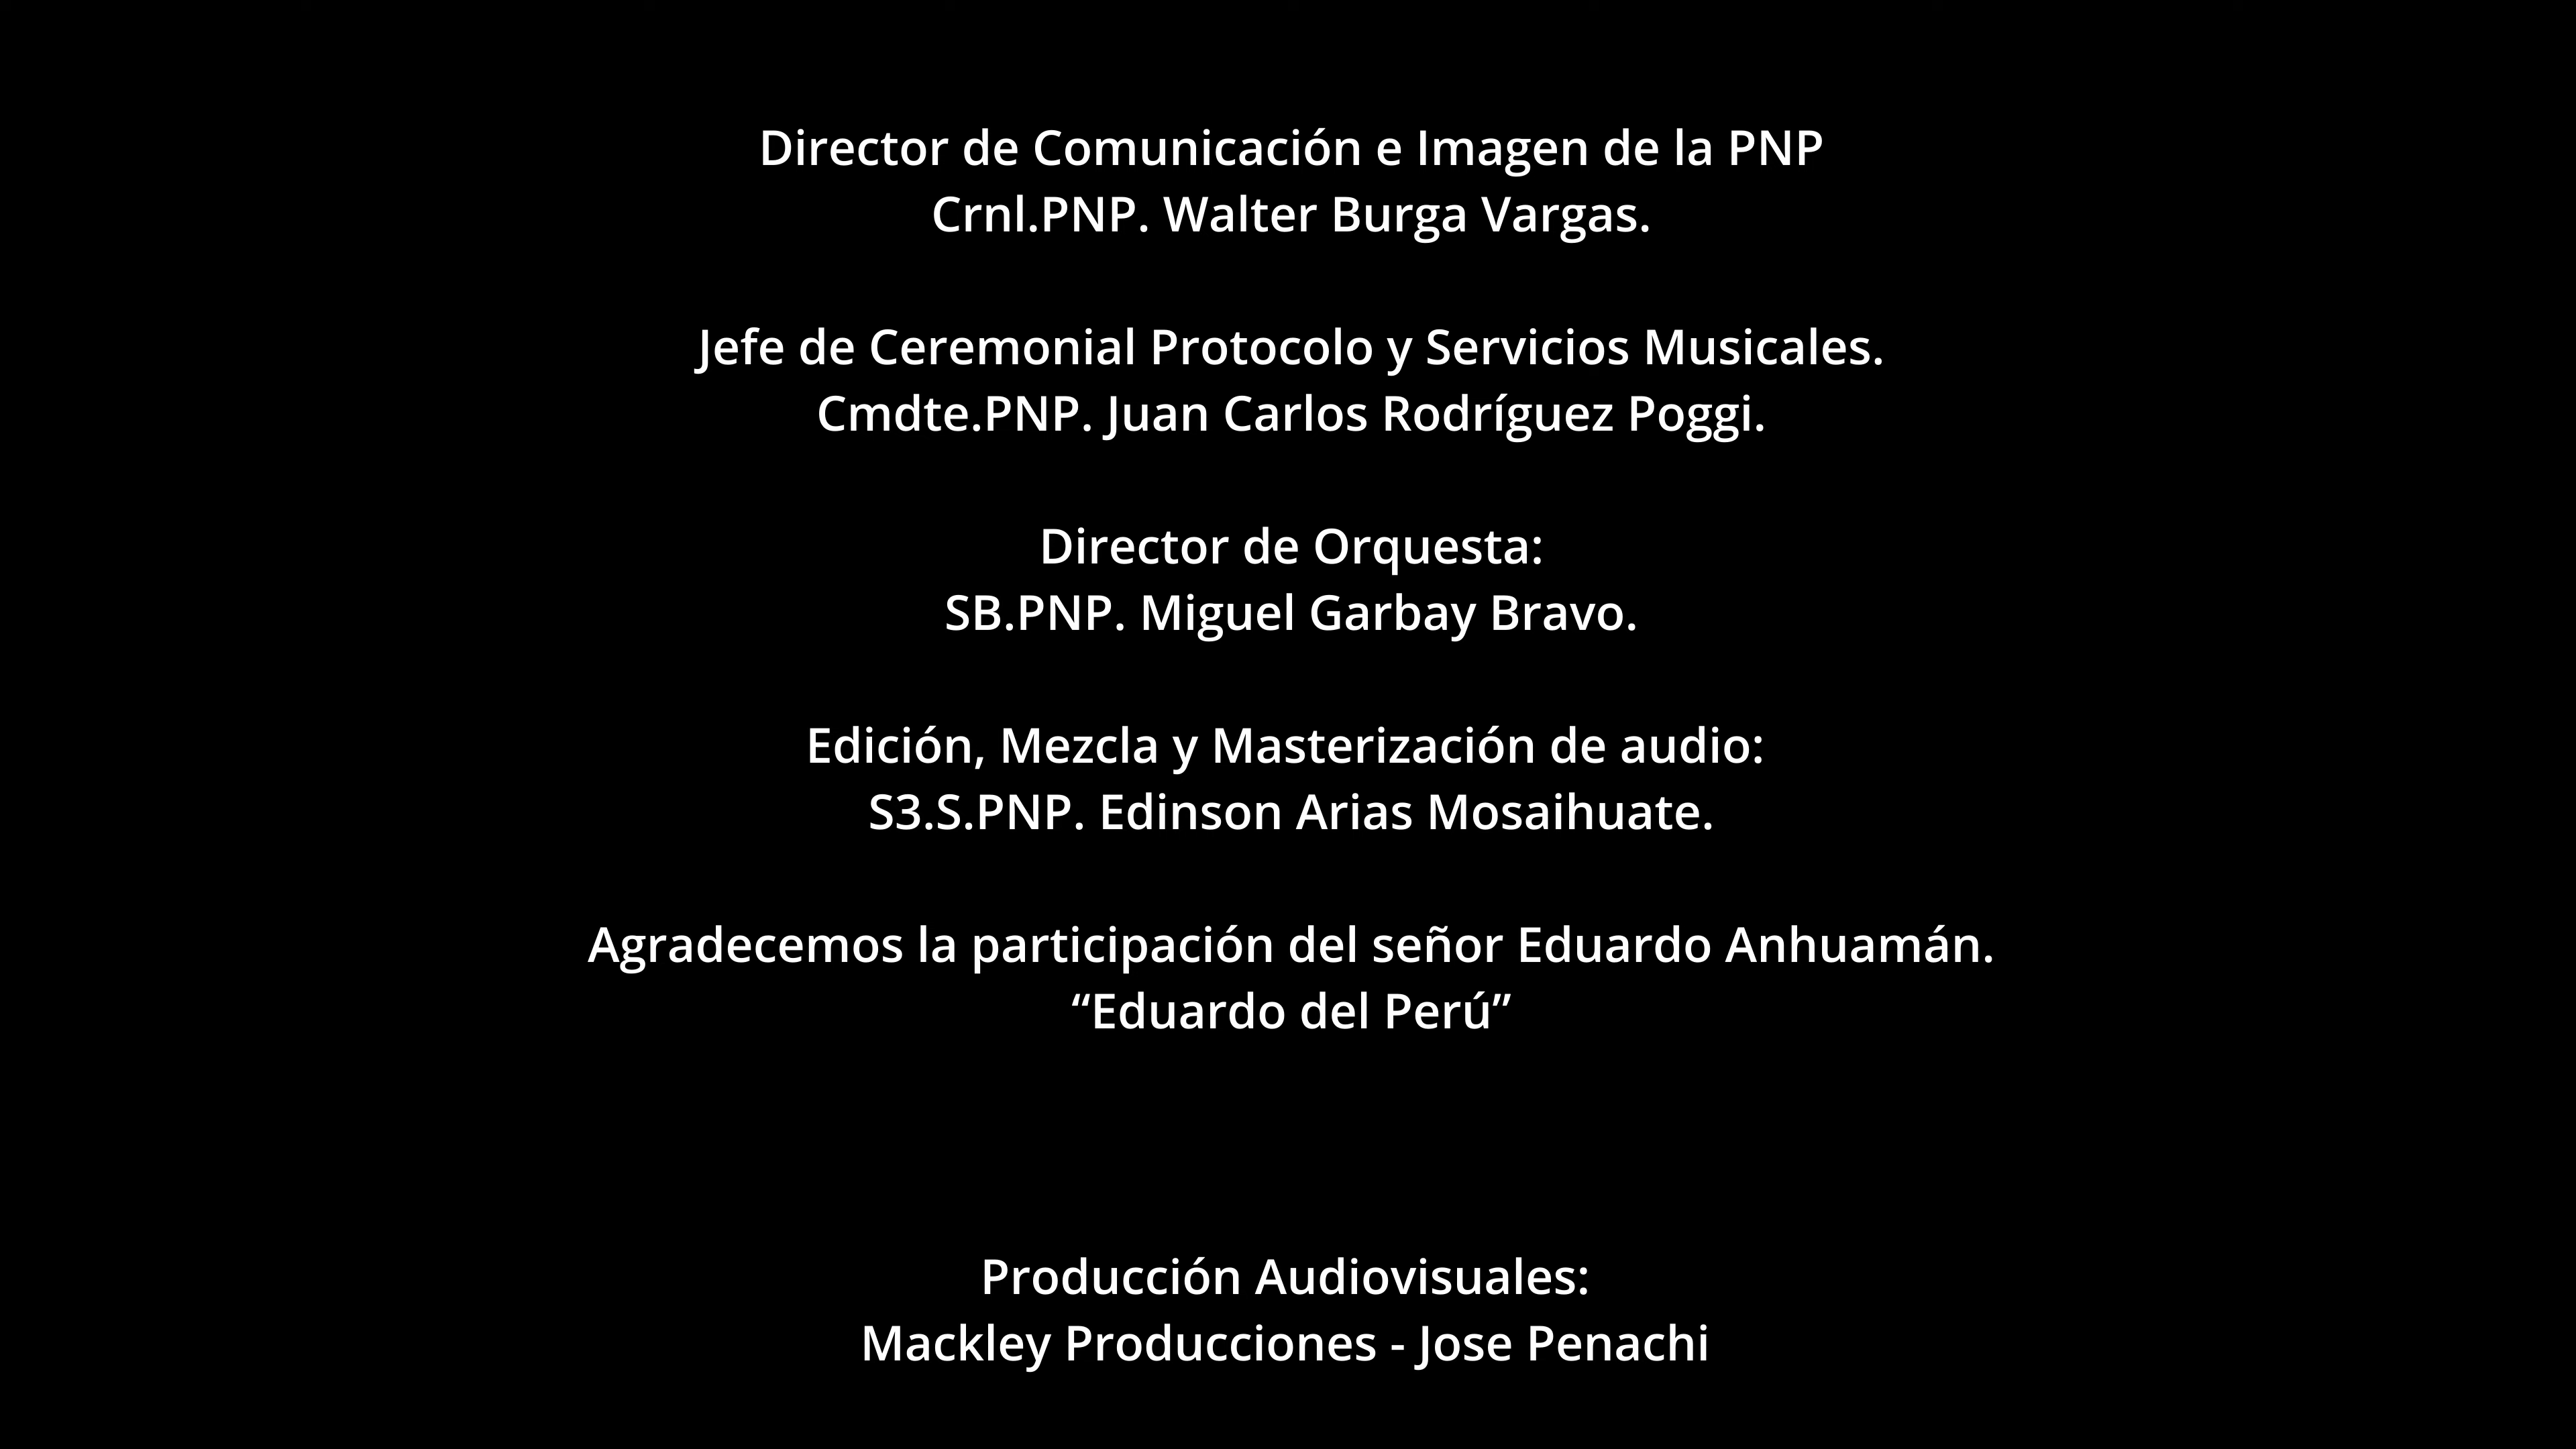 Director de Comunicación e Imagen de la PNP
Crnl.PNP. Walter Burga Vargas.
Jefe de Ceremonial Protocolo y Servicios Musicales.
Cmdte.PNP. Juan Carlos Rodríguez Poggi.
Director de Orquesta:
SB.PNP. Miguel Garbay Bravo.
Edición, Mezcla y Masterización de audio:
S3.S.PNP. Edinson Arias Mosaihuate.
Agradecemos la participación del señor Eduardo Anhuamán.
“Eduardo del Perú”
Producción Audiovisuales:
Mackley Producciones - Jose Penachi